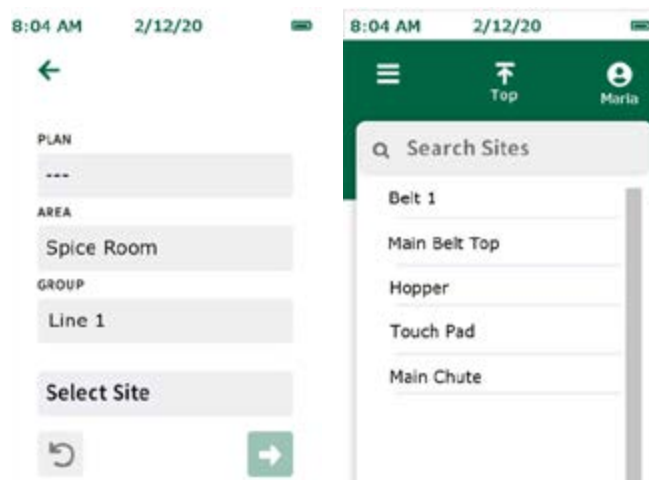 8:04 AM 2/12/20
PLAN
---
AREA
Spice Room
GROUP
Line 1
Select Site
8:04 AM 2/12/20
Top
Maria
Search Sites
Belt 1
Main Belt Top
Hopper
Touch Pad
Main Chute